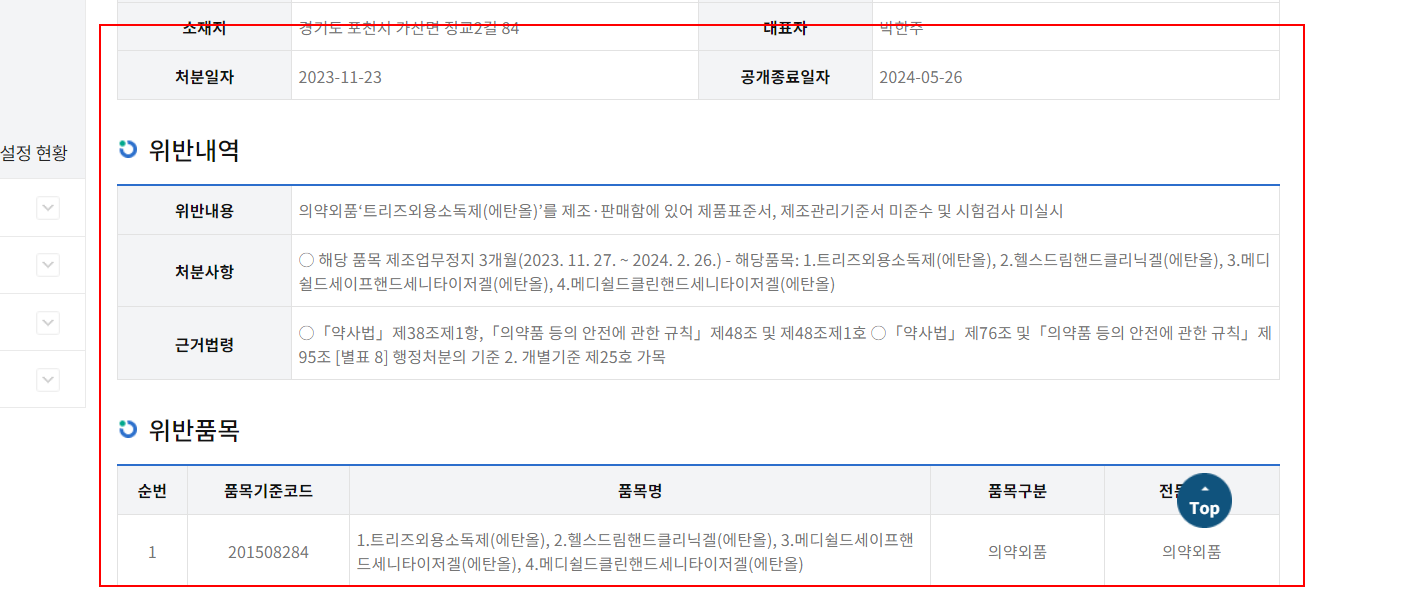 소재지 경기도 포천시 가산면 정교2길 84 대표자 박한주
처분일자 2023-11-23 공개종료일자 2024-05-26
설정 현황
위반내역
위반내용 의약외품‘트리즈외용소독제(에탄올)’를 제조·판매함에 있어 제품표준서, 제조관리기준서 미준수 및 시험검사 미실시
처분사항 〇 해당 품목 제조업무정지 3개월(2023. 11. 27. ~ 2024. 2. 26.) - 해당품목: 1.트리즈외용소독제(에탄올), 2.헬스드림핸드클리닉겔(에탄올), 3.메디
쉴드세이프핸드세니타이저겔(에탄올), 4.메디쉴드클린핸드세니타이저겔(에탄올)
근거법령 〇「약사법」제38조제1항,「의약품 등의 안전에 관한 규칙」제48조 및 제48조제1호 〇「약사법」제76조 및「의약품 등의 안전에 관한 규칙」제
95조 [별표 8] 행정처분의 기준 2. 개별기준 제25호 가목
위반품목
순번 품목기준코드 품목명 품목구분
Top
1 201508284 1.트리즈외용소독제(에탄올), 2.헬스드림핸드클리닉겔(에탄올), 3.메디쉴드세이프핸
드세니타이저겔(에탄올), 4.메디쉴드클린핸드세니타이저겔(에탄올) 의약외품 의약외품